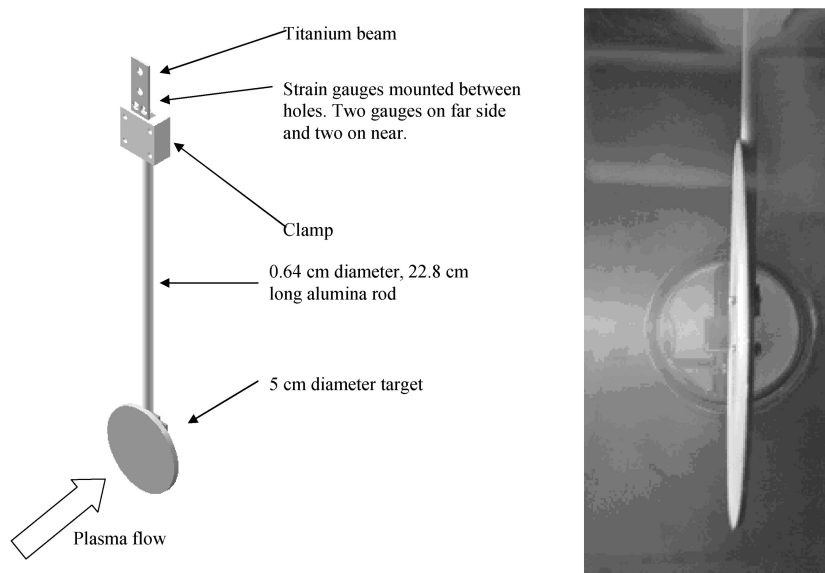 Titanium beam
Strain gauges mounted between
holes. Two gauges on far side
and two on near.
Clamp
0.64 cm diameter, 22.8 cm
long alumina rod
5 cm diameter target
Plasma flow